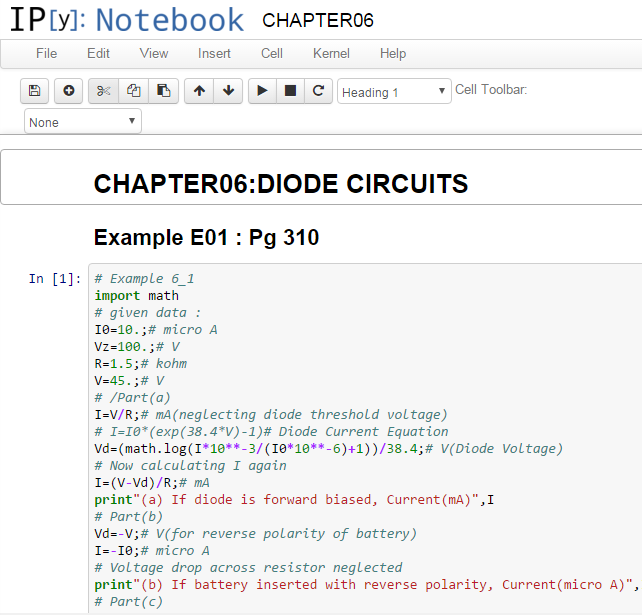 IP[y]: Notebook CHAPTER06
File Edit View Insert Cell Kernel Help
Heading 1 Cell Toolbar:
None
CHAPTER06:DIODE CIRCUITS
Example E01 : Pg 310
In [1]: # Example 6_1
import math
# given data :
I0=10.;# micro A
Vz=100.;# V
R=1.5;# kohm
V=45.;# V
# /Part(a)
I=V/R;# mA(neglecting diode threshold voltage)
# I=I0*(exp(38.4*V)-1)# Diode Current Equation
Vd=(math.log(I*10**-3/(I0*10**-6)+1))/38.4;# V(Diode Voltage)
# Now calculating I again
I=(V-Vd)/R;# mA
print"(a) If diode is forward biased, Current(mA)",I
# Part(b)
Vd=-V;# V(for reverse polarity of battery)
I=-I0;# micro A
# Voltage drop across resistor neglected
print"(b) If battery inserted with reverse polarity, Current(micro A)",
# Part(c)